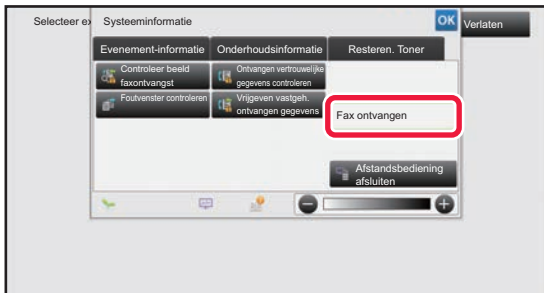 Selecteer ex
Systeeminformatie
OK
Verlaten
Evenement-informatie
Onderhoudsinformatie
Resteren. Toner
Controleer beeld
faxontvangst
Ontvangen vertrouwelijke
gegevens controleren
Foutvenster controleren
Vrijgeven vastgeh.
ontvangen gegevens
Fax ontvangen
Afstandsbediening
afsluiten